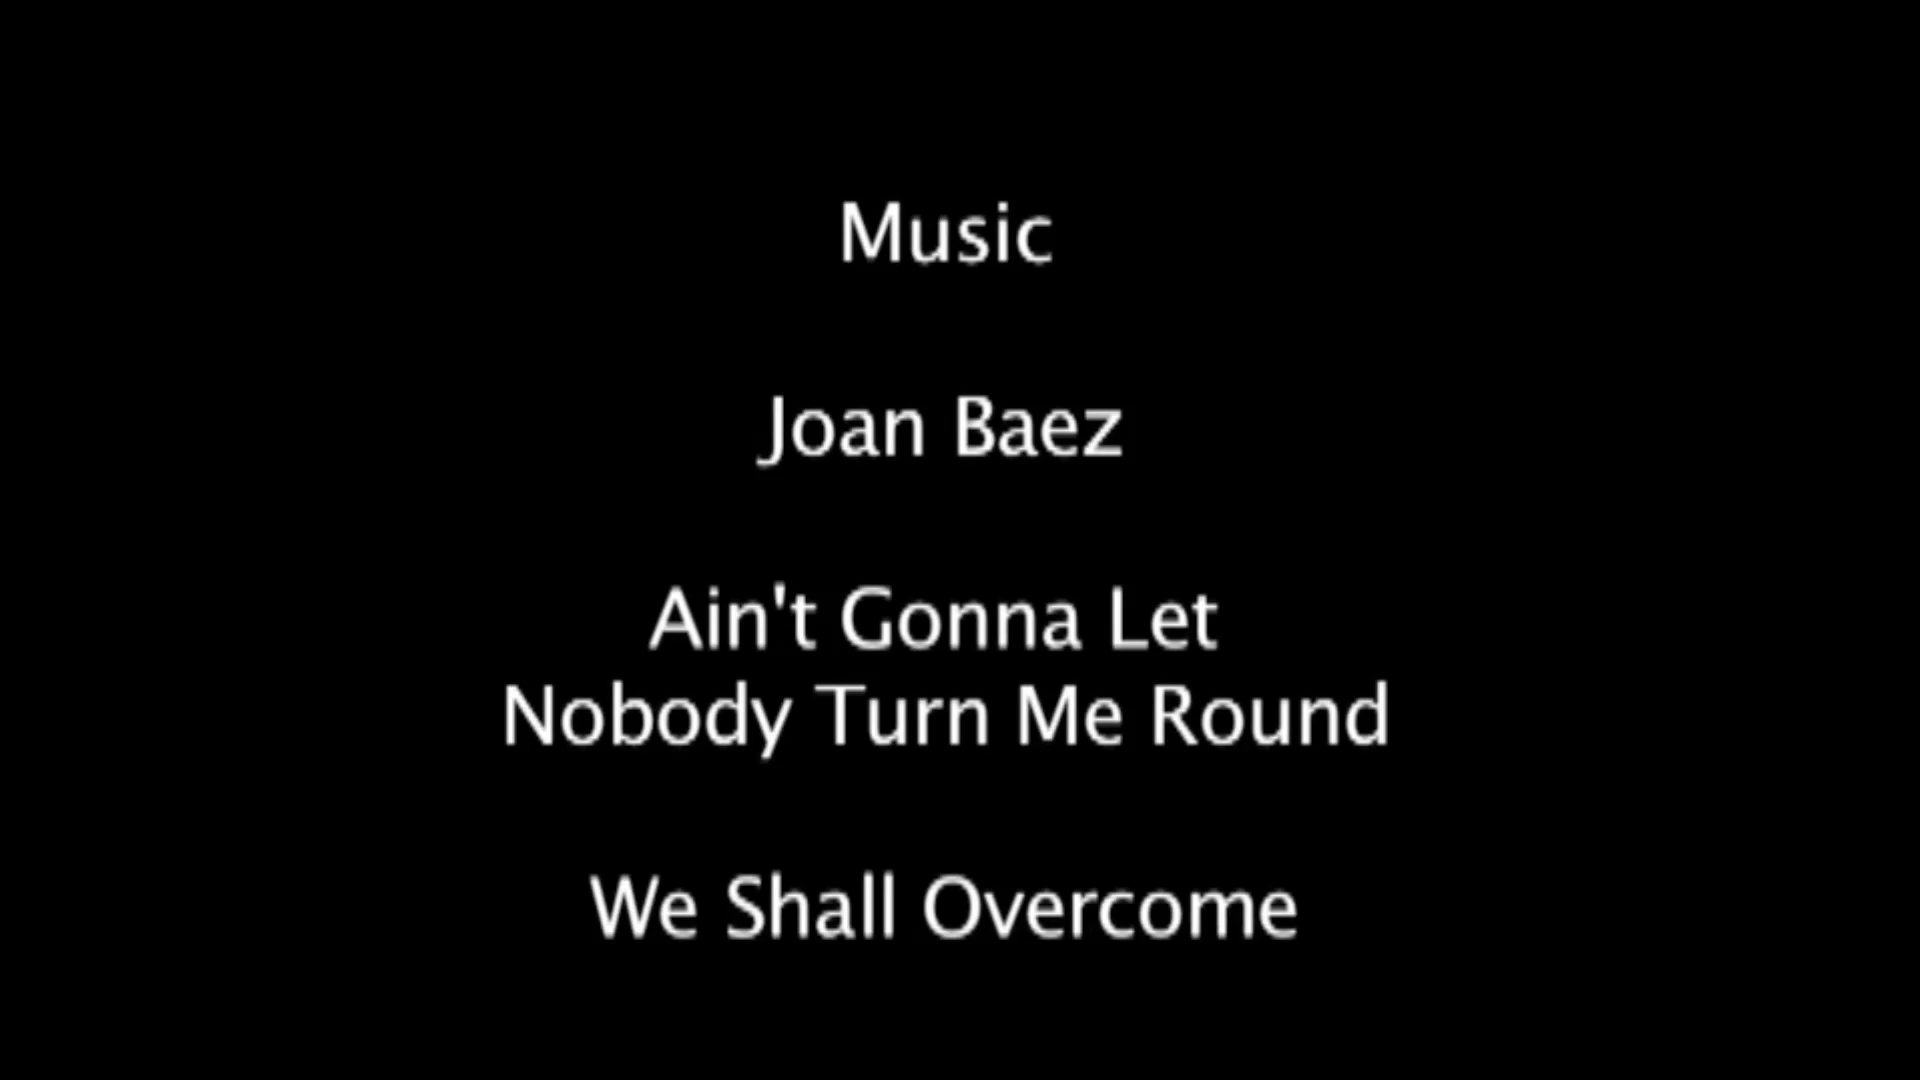 Music
Joan Baez
Ain't Gonna Let
Nobody Turn Me Round
We Shall Overcome